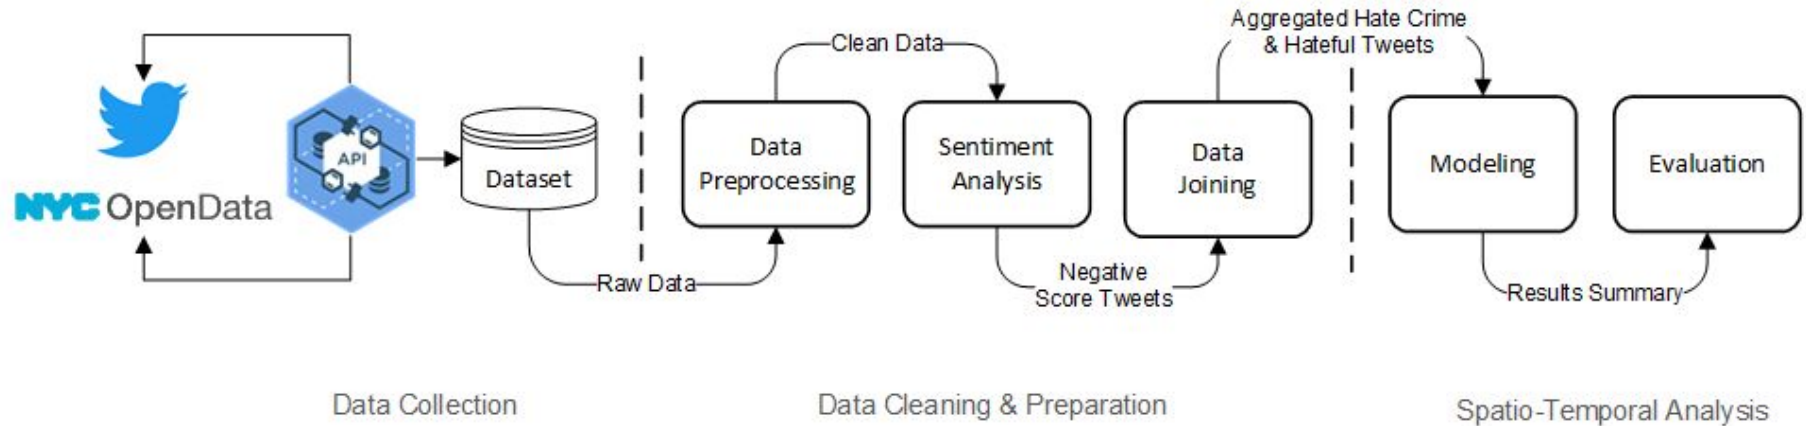 NYC OpenData
API
Dataset
Raw Data
Data
Preprocessing
Clean Data
Sentiment
Analysis
Negative
Score Tweets
Data
Joining
Aggregated Hate Crime
& Hateful Tweets
Modeling
Results Summary
Evaluation
Data Collection
Data Cleaning & Preparation
Spatio-Temporal Analysis